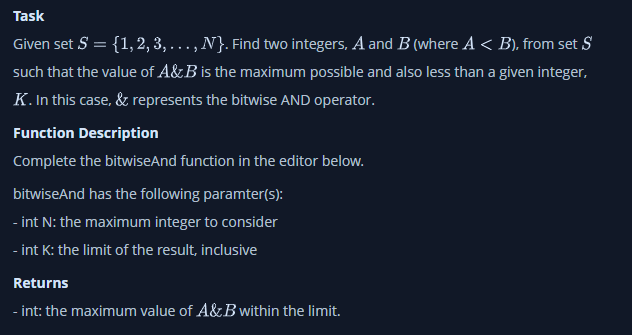 Task
Given set S = {1, 2, 3, . . . , N}. Find two integers, A and B (where A < B), from set S
such that the value of A&B is the maximum possible and also less than a given integer,
K. In this case, & represents the bitwise AND operator.
Function Description
Complete the bitwiseAnd function in the editor below.
bitwiseAnd has the following paramter(s):
- int N: the maximum integer to consider
- int K: the limit of the result, inclusive
Returns
- int: the maximum value of A&B within the limit.